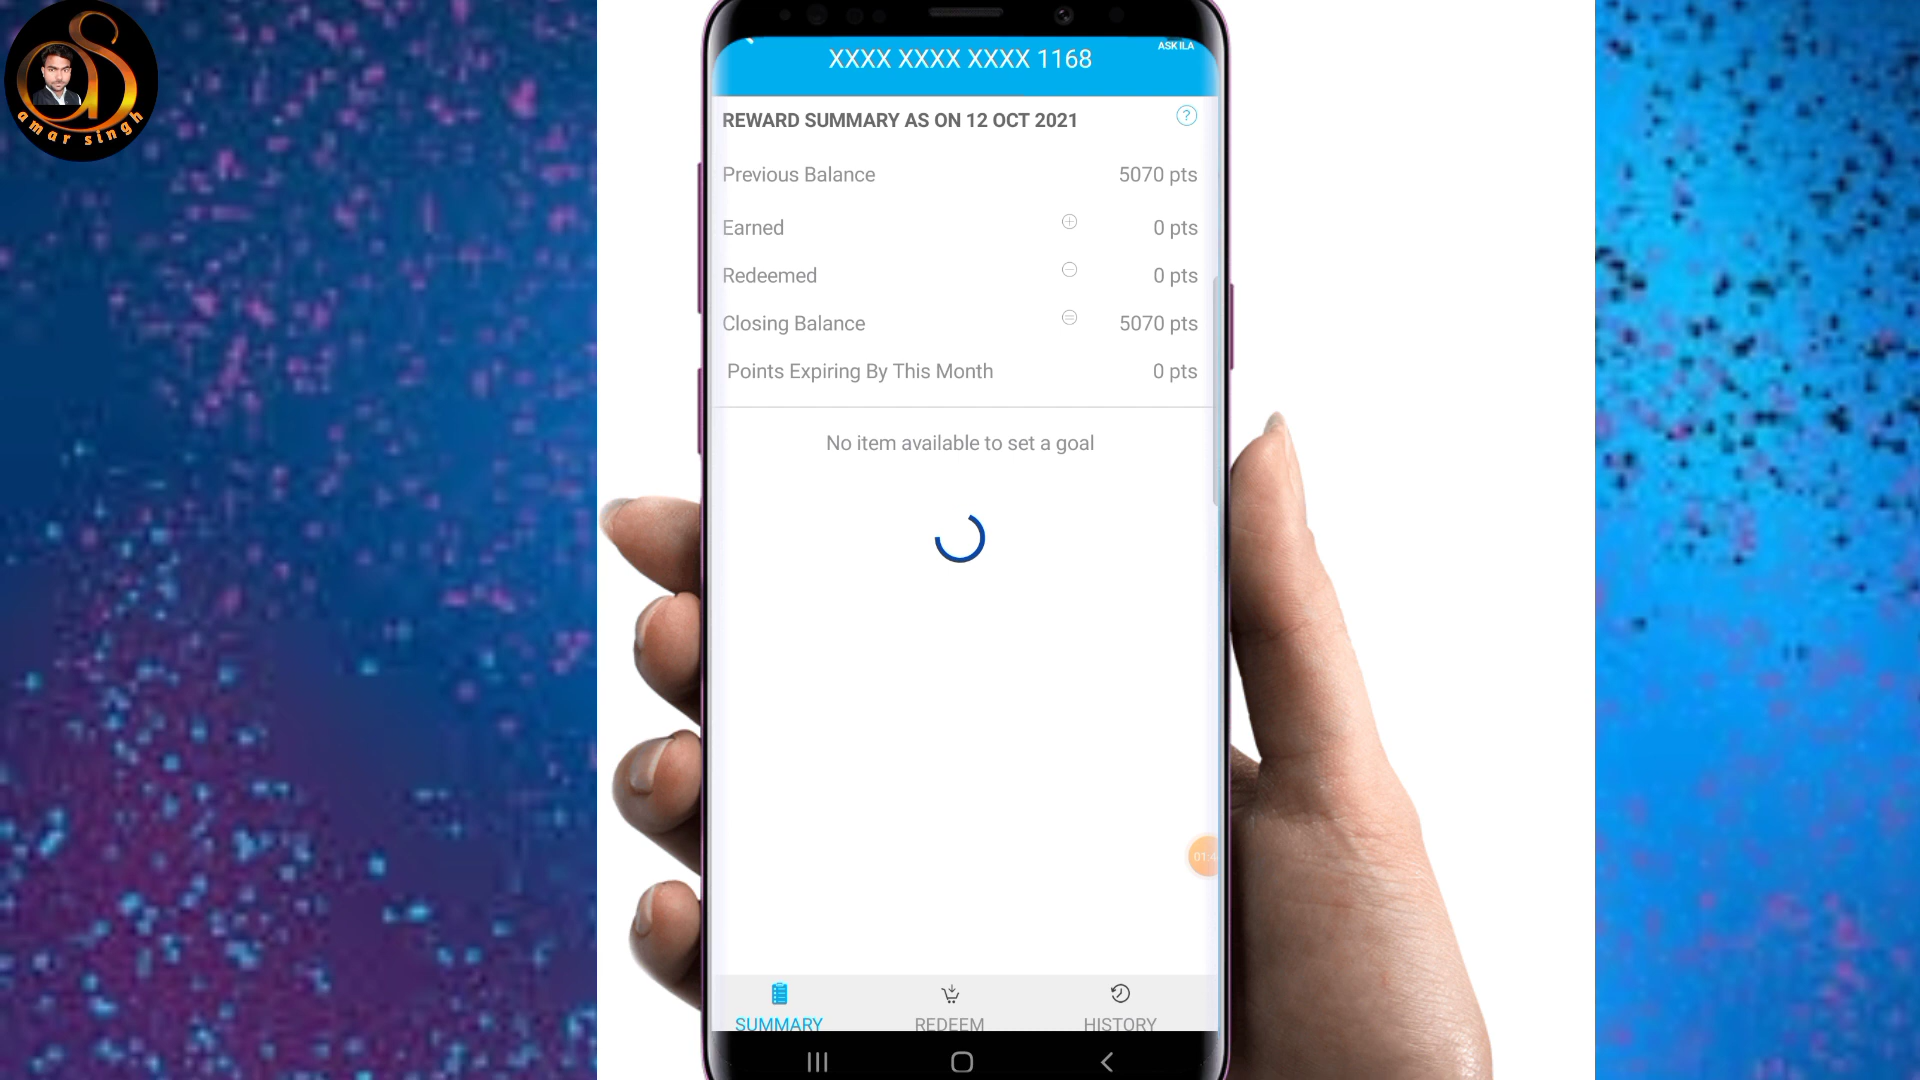 amar singh
ASK ILA
XXXX XXXX XXXX 1168
REWARD SUMMARY AS ON 12 OCT 2021
?
Previous Balance 5070 pts
Earned 0 pts
Redeemed 0 pts
Closing Balance 5070 pts
Points Expiring By This Month 0 pts
No item available to set a goal
SUMMARY REDEEM HISTORY